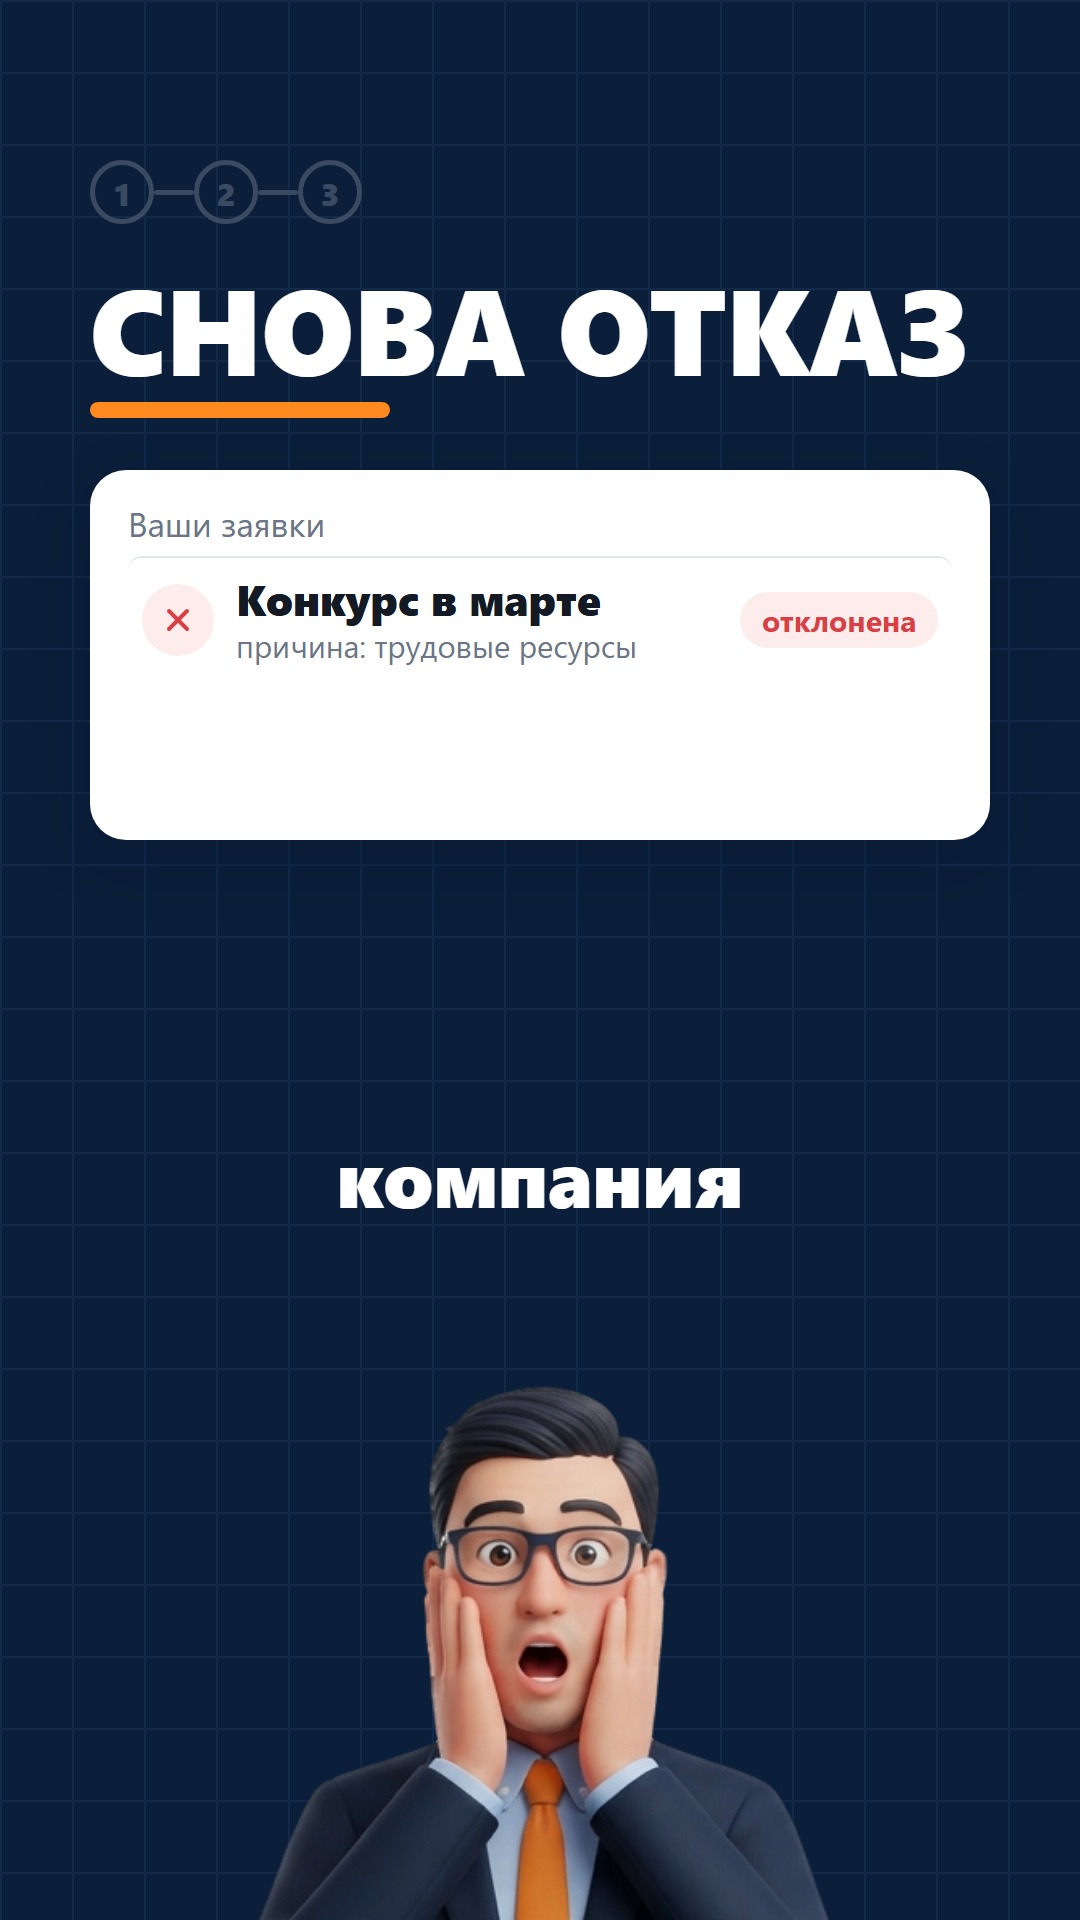 1 2 3
СНОВА ОТКАЗ
Ваши заявки
Конкурс в марте
причина: трудовые ресурсы
отклонена
компания